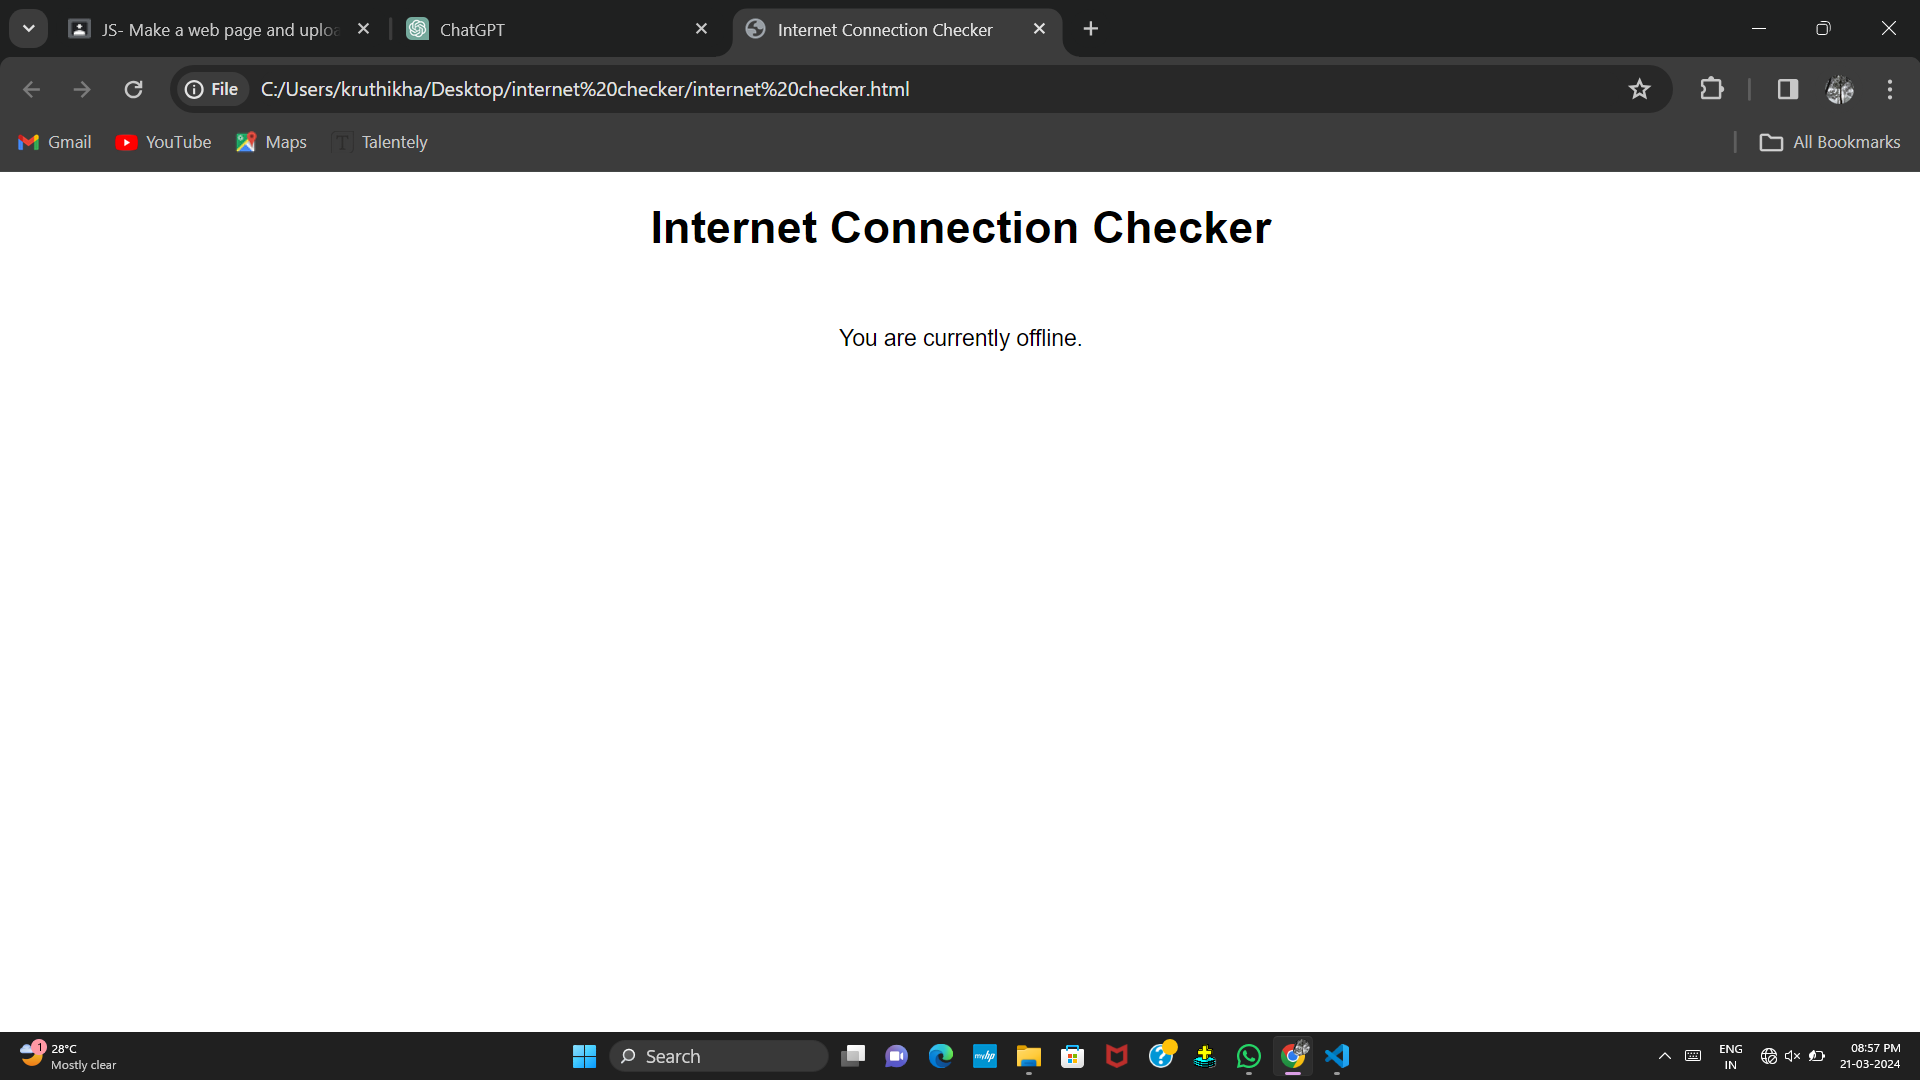 JS- Make a web page and uploa
ChatGPT
Internet Connection Checker
File
C:/Users/kruthikha/Desktop/internet%20checker/internet%20checker.html
Gmail
YouTube
Maps
T Talentely
All Bookmarks
Internet Connection Checker
You are currently offline.
1
28°C
Mostly clear
Search
myhp
ENG
IN
08:57 PM
21-03-2024